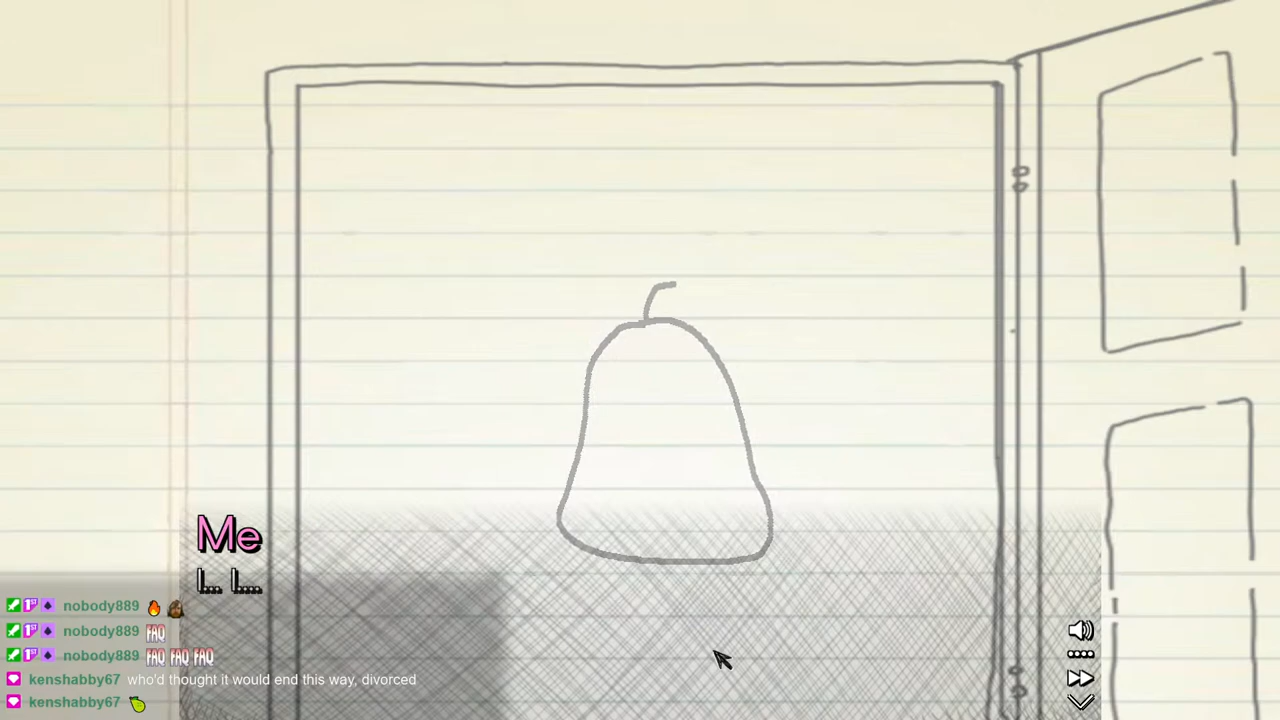 Me
I... I....
nobody889
nobody889 FAQ
nobody889 FAQ FAQ FAQ
kenshabby67 who'd thought it would end this way, divorced
kenshabby67